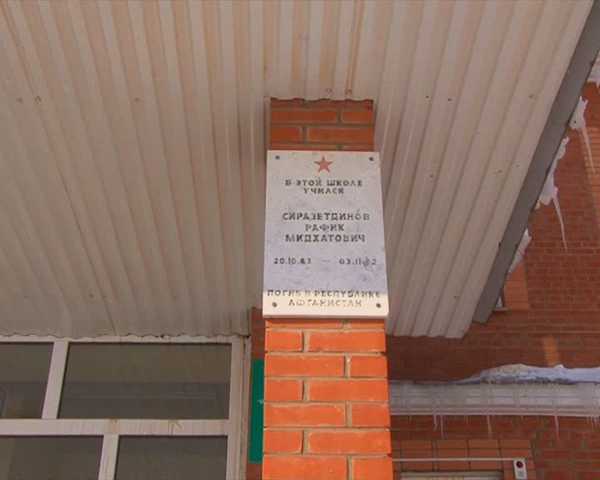 В ЭТОЙ ШКОЛЕ
УЧИЛСЯ
СИРАЗЕТДИНОВ
РАФИК
МИДХАТОВИЧ
20.10.63 — 03.11.82
ПОГИБ В РЕСПУБЛИКЕ
АФГАНИСТАН